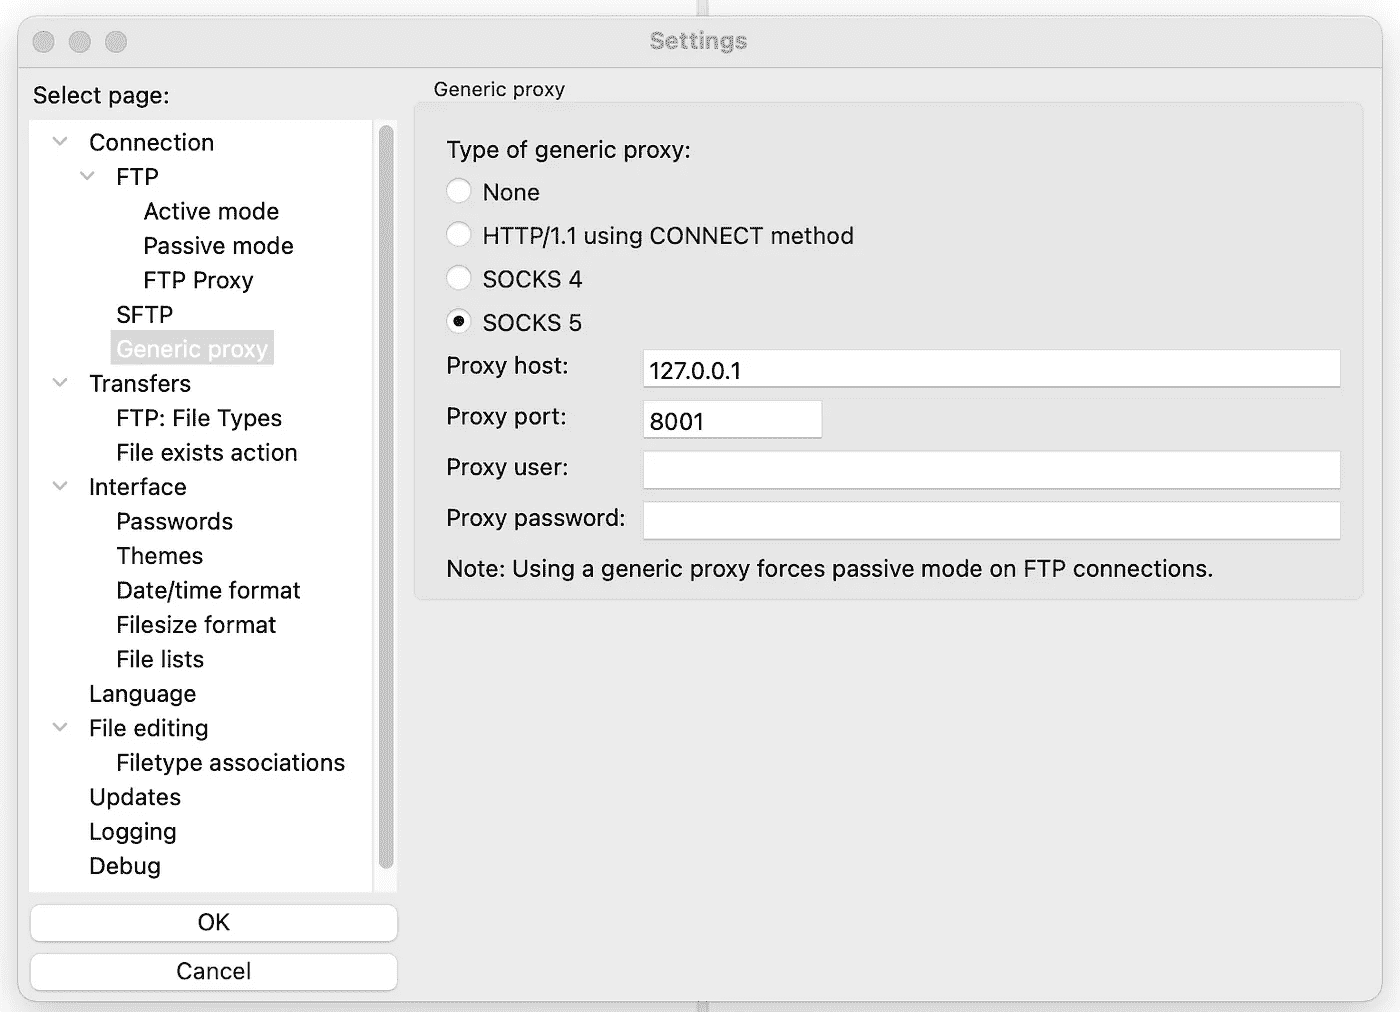 Settings
Select page:
Connection
FTP
Active mode
Passive mode
FTP Proxy
SFTP
Generic proxy
Transfers
FTP: File Types
File exists action
Interface
Passwords
Themes
Date/time format
Filesize format
File lists
Language
File editing
Filetype associations
Updates
Logging
Debug
OK
Cancel
Generic proxy
Type of generic proxy:
None
HTTP/1.1 using CONNECT method
SOCKS 4
SOCKS 5
Proxy host: 127.0.0.1
Proxy port: 8001
Proxy user:
Proxy password:
Note: Using a generic proxy forces passive mode on FTP connections.